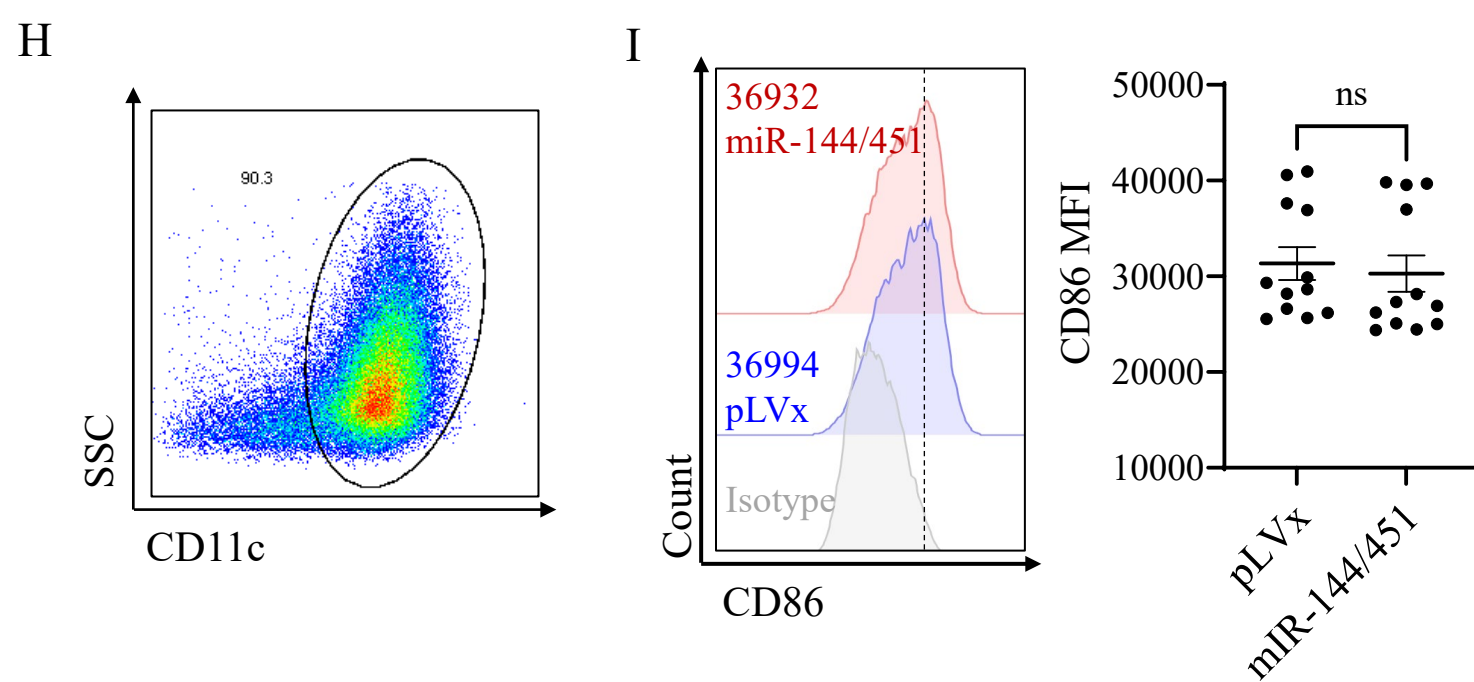 H
90.3
SSC
CD11c
I
36932
miR-144/451
36994
pLVx
Isotype
Count
CD86
50000
40000
30000
20000
10000
CD86 MFI
ns
pLVx
mIR-144/451